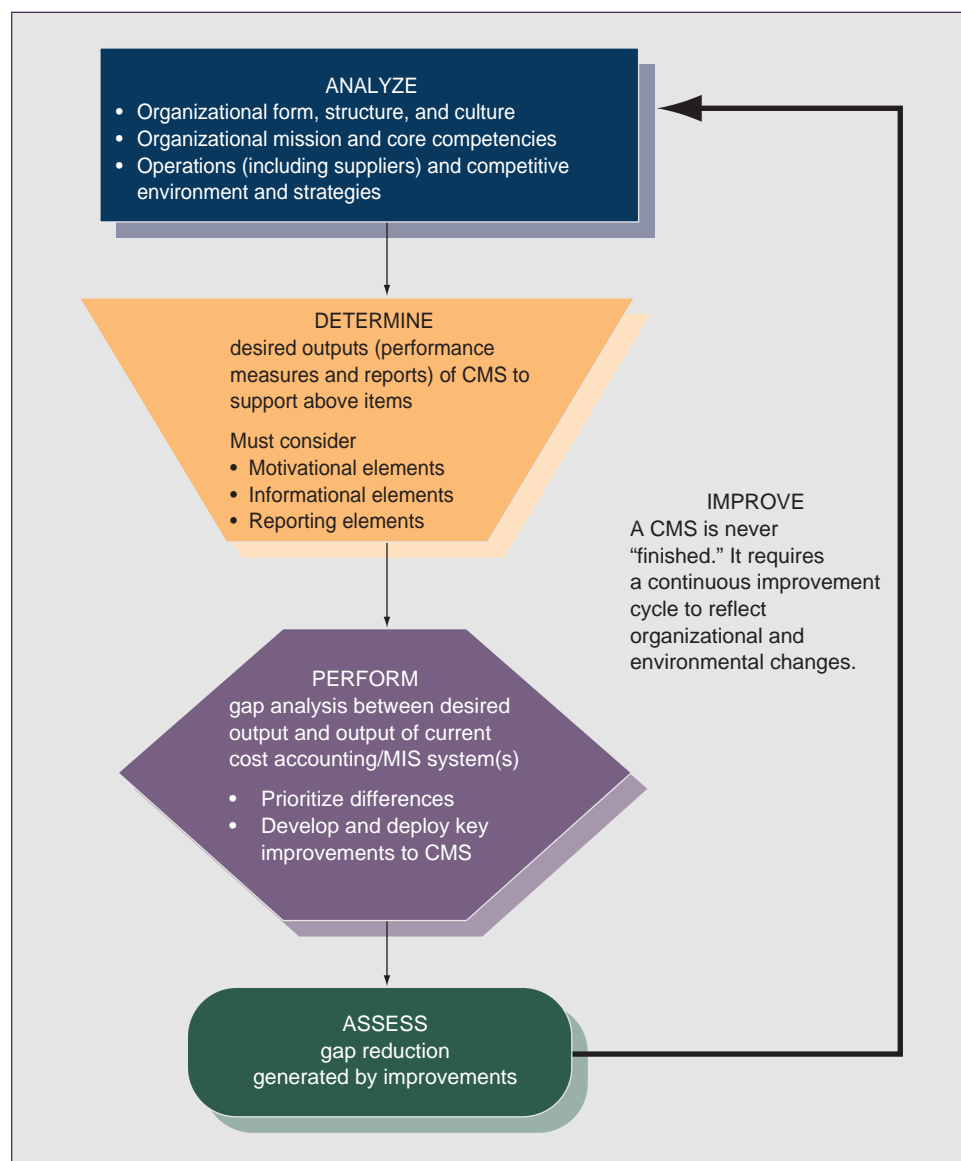 ANALYZE
• Organizational form, structure, and culture
• Organizational mission and core competencies
• Operations (including suppliers) and competitive
environment and strategies
DETERMINE
desired outputs (performance
measures and reports) of CMS to
support above items
Must consider
• Motivational elements
• Informational elements
• Reporting elements
PERFORM
gap analysis between desired
output and output of current
cost accounting/MIS system(s)
• Prioritize differences
• Develop and deploy key
improvements to CMS
ASSESS
gap reduction
generated by improvements
IMPROVE
A CMS is never
“finished.” It requires
a continuous improvement
cycle to reflect
organizational and
environmental changes.